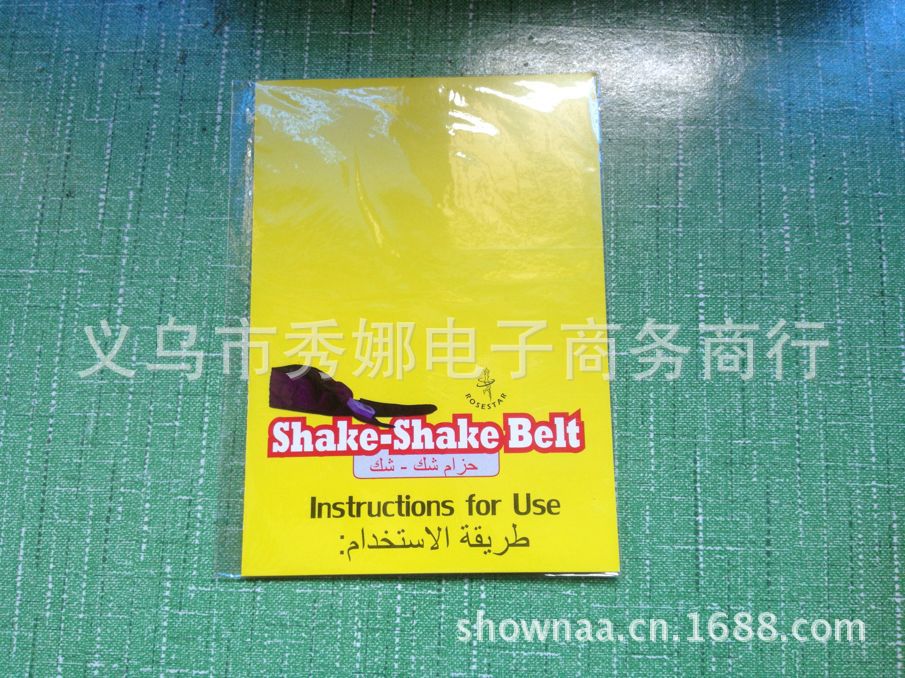 义乌市秀娜电子商务商行
ROSESTAR
Shake-Shake Belt
حزام شك - شك
Instructions for Use
طريقة الاستخدام:
shownaa.cn.1688.com